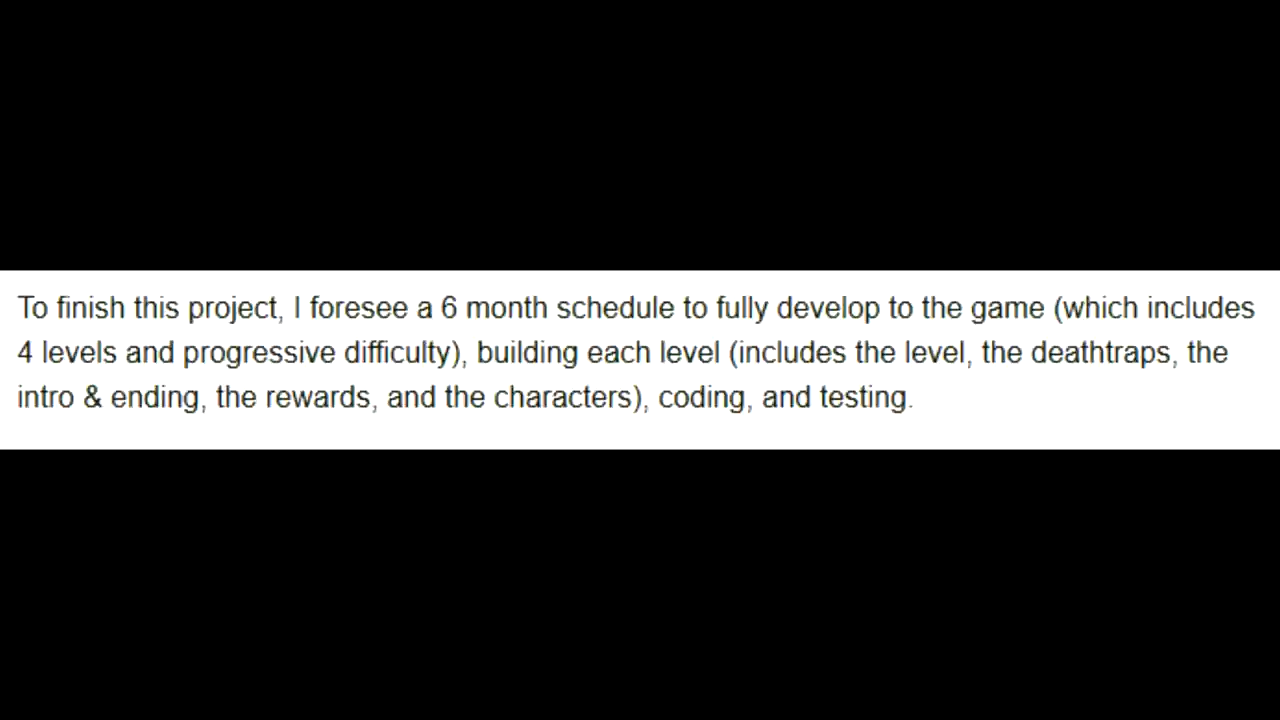 To finish this project, I foresee a 6 month schedule to fully develop to the game (which includes
4 levels and progressive difficulty), building each level (includes the level, the deathtraps, the
intro & ending, the rewards, and the characters), coding, and testing.